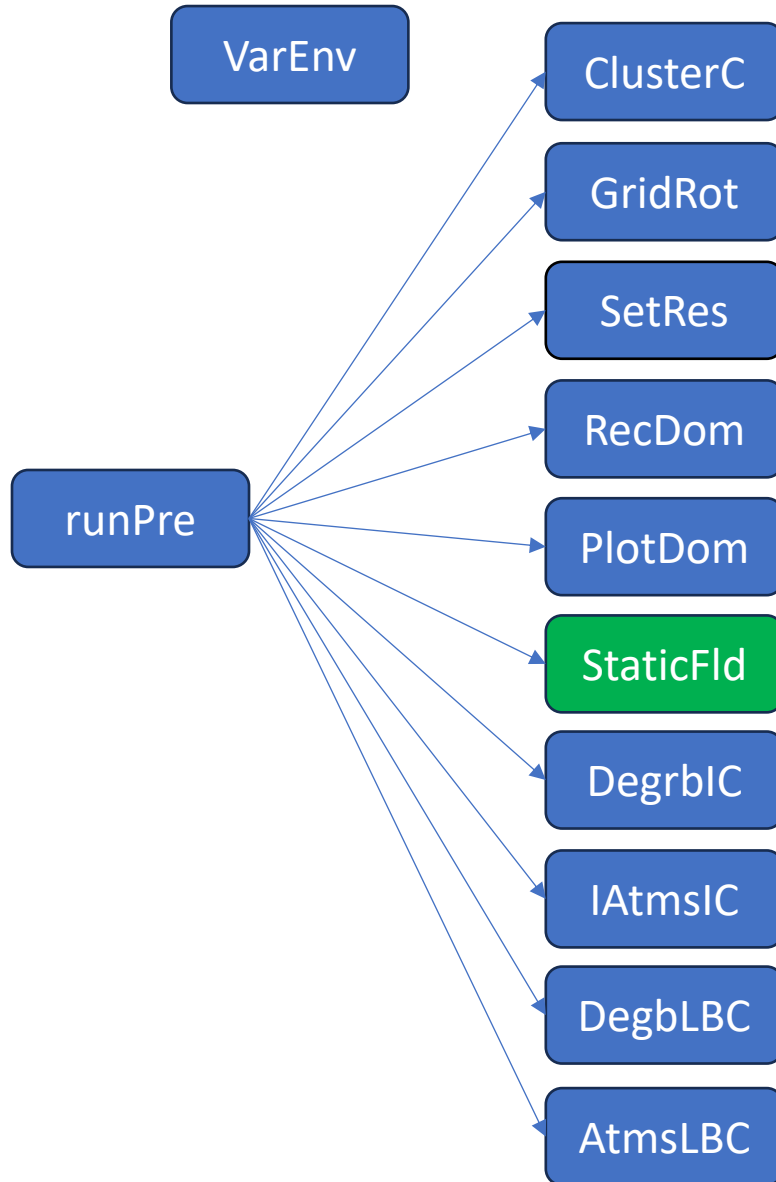 VarEnv
ClusterC
GridRot
SetRes
RecDom
runPre
PlotDom
StaticFld
DegrbIC
IAtmsIC
DegbLBC
AtmsLBC